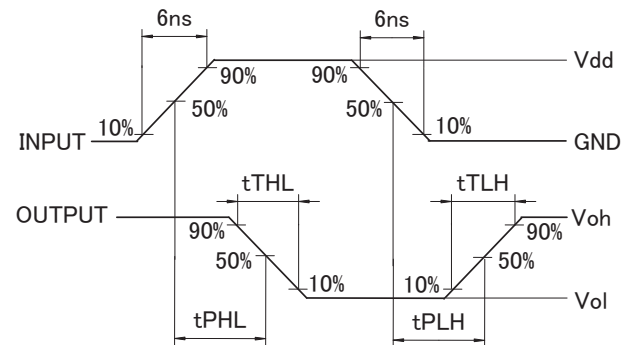 6ns 6ns
90% 90% Vdd
50% 50%
10% 10%
INPUT GND
tTHL tTLH
OUTPUT Voh
90% 90%
50% 50%
10% 10%
Vol
tPHL tPLH